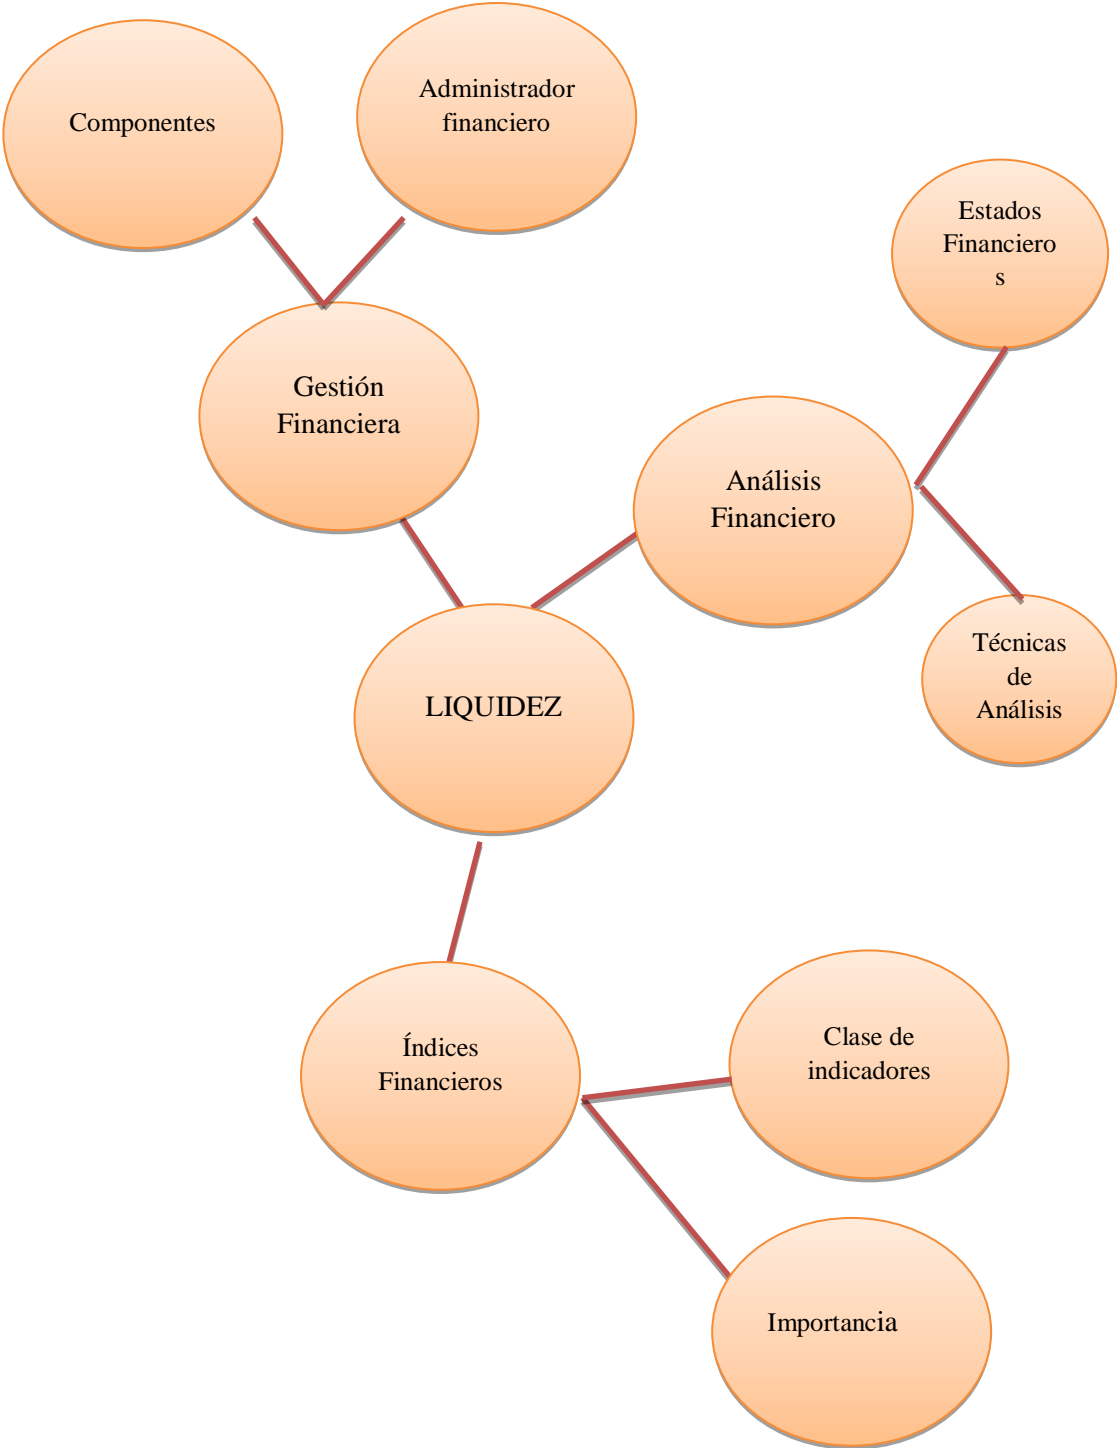 Componentes
Administrador
financiero
Estados
Financiero
s
Gestión
Financiera
Análisis
Financiero
Técnicas
de
Análisis
LIQUIDEZ
Índices
Financieros
Clase de
indicadores
Importancia